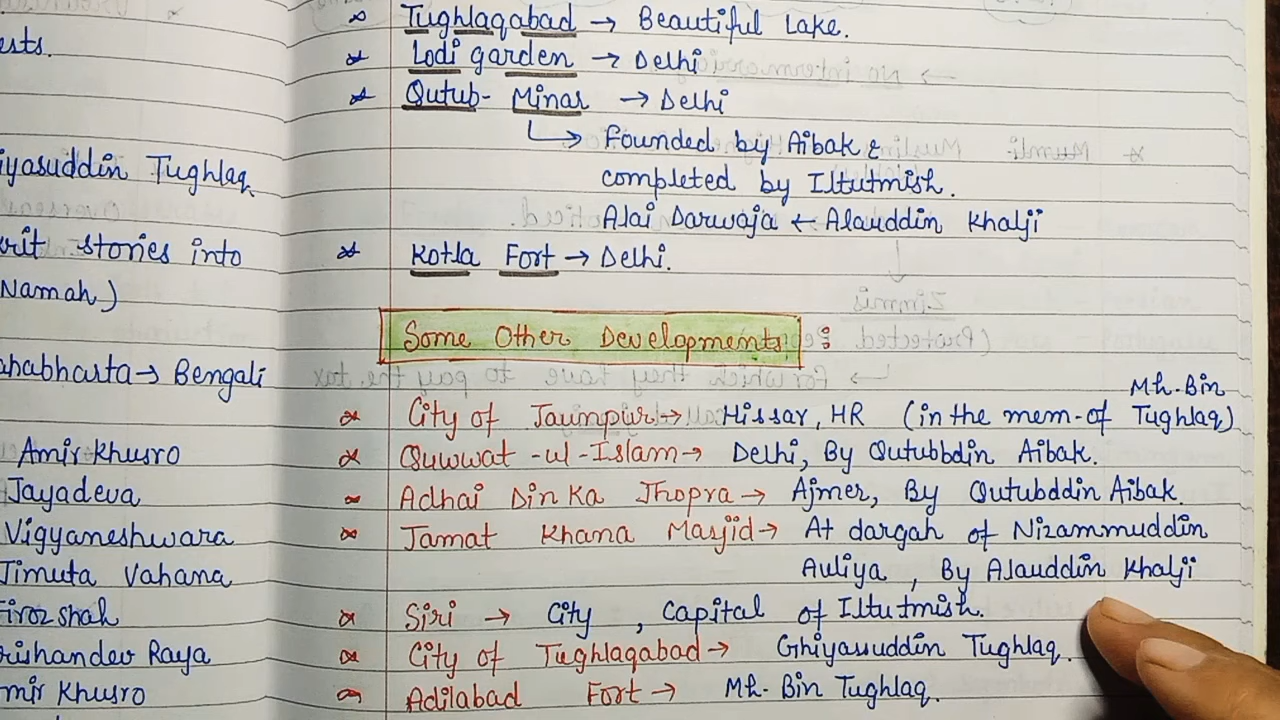 ests.
iyasuddin Tughlaq
rit stories into
Namah)
ahabharta → Bengali
Amir Khusro
Jayadeva
Vigyaneshwara
Jimuta Vahana
Firoz shah
rishandev Raya
mir Khusro
Tughlaqabad → Beautiful Lake.
Lodi garden → Delhi
Qutub- Minar → Delhi
↳ Founded by Aibak &
completed by Iltutmish.
Alai Darwaja ← Alauddin Khalji
Kotla Fort → Delhi.
Some Other Developments :
Mh. Bin
City of Jaunpur → Hissar, HR (in the mem- of Tughlaq)
Quwwat -ul- Islam → Delhi, By Qutubbdin Aibak.
Adhai Din Ka Jhopra → Ajmer, By Qutubddin Aibak.
Jamat Khana Masjid → At dargah of Nizammuddin
Auliya, By Alauddin Khalji
Siri → City, Capital of Iltutmish.
City of Tughlaqabad → Ghiyasuddin Tughlaq.
Adilabad Fort → Mh- Bin Tughlaq.